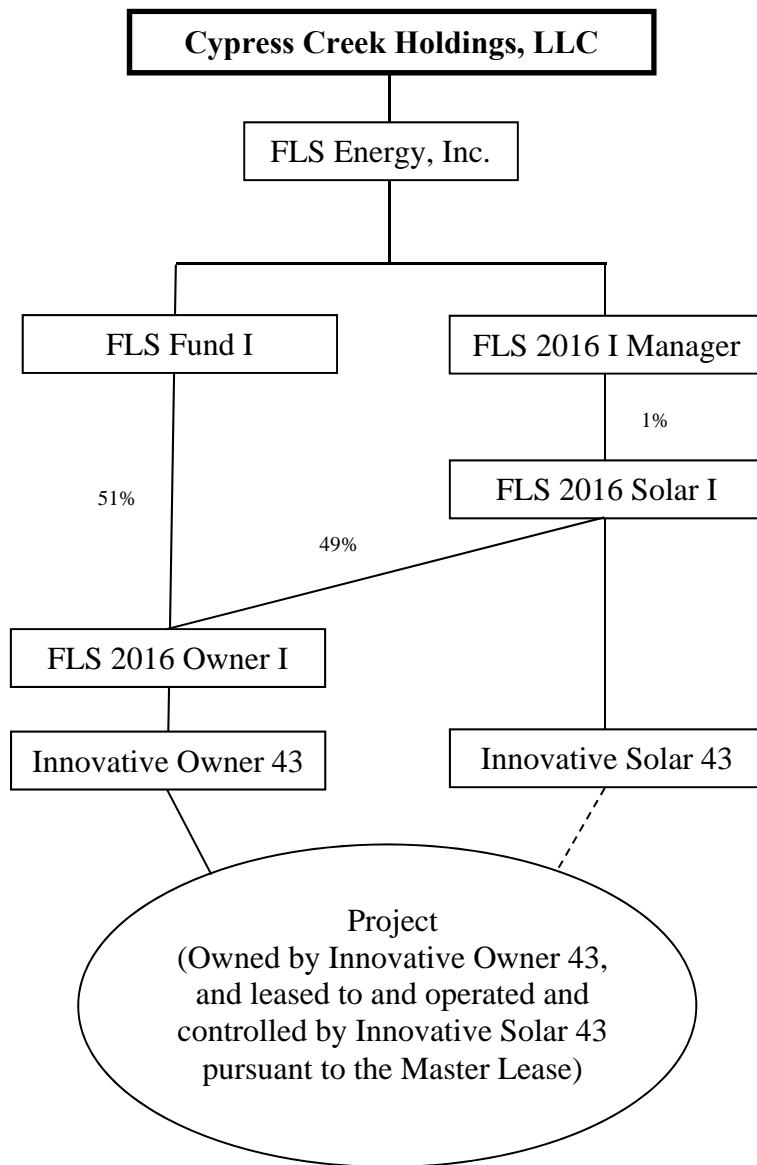 Cypress Creek Holdings, LLC
FLS Energy, Inc.
FLS Fund I
FLS 2016 I Manager
1%
FLS 2016 Solar I
51%
49%
FLS 2016 Owner I
Innovative Owner 43
Innovative Solar 43
Project
(Owned by Innovative Owner 43,
and leased to and operated and
controlled by Innovative Solar 43
pursuant to the Master Lease)